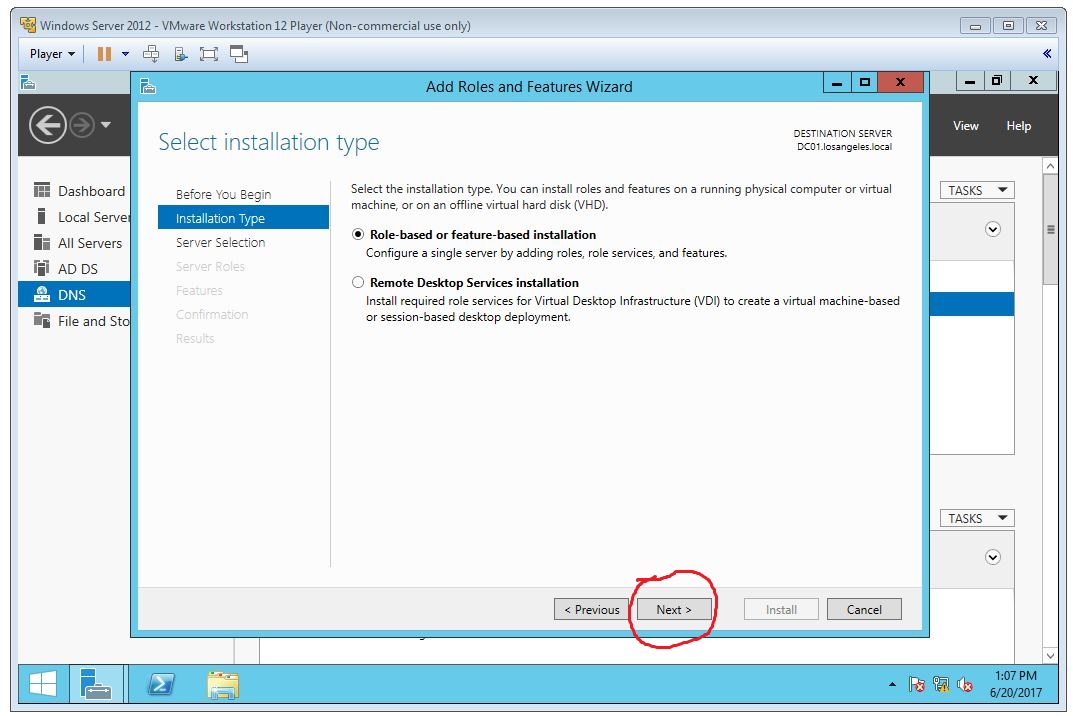 Windows Server 2012 - VMware Workstation 12 Player (Non-commercial use only)
Player
Add Roles and Features Wizard
View Help
Select installation type
DESTINATION SERVER
DC01.losangeles.local
Dashboard
Local Server
All Servers
AD DS
DNS
File and Sto
Before You Begin
Installation Type
Server Selection
Server Roles
Features
Confirmation
Results
Select the installation type. You can install roles and features on a running physical computer or virtual
machine, or on an offline virtual hard disk (VHD).
Role-based or feature-based installation
Configure a single server by adding roles, role services, and features.
Remote Desktop Services installation
Install required role services for Virtual Desktop Infrastructure (VDI) to create a virtual machine-based
or session-based desktop deployment.
TASKS
TASKS
< Previous
Next >
Install
Cancel
1:07 PM
6/20/2017